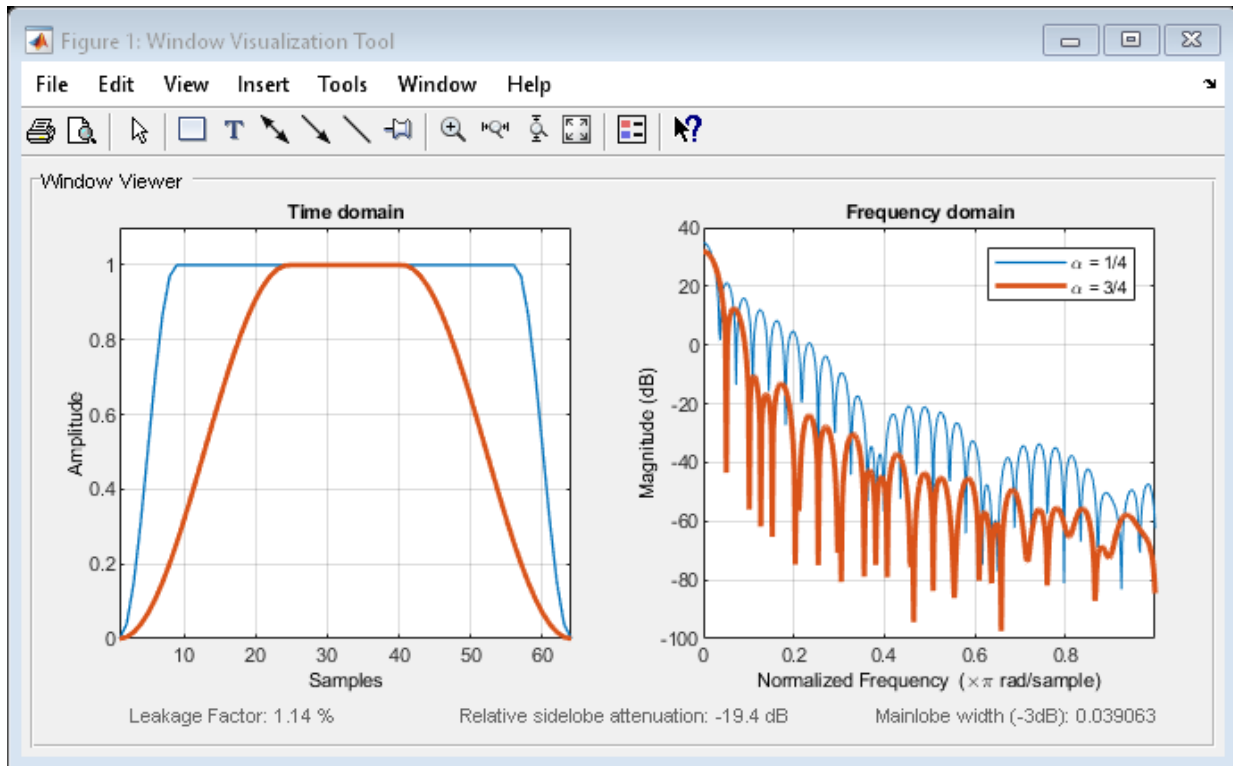 Figure 1: Window Visualization Tool
File Edit View Insert Tools Window Help
T
?
Window Viewer
Time domain
1
0.8
0.6
0.4
0.2
0
Amplitude
10 20 30 40 50 60
Samples
Frequency domain
40
20
0
-20
-40
-60
-80
-100
Magnitude (dB)
α = 1/4
α = 3/4
0 0.2 0.4 0.6 0.8
Normalized Frequency (×π rad/sample)
Leakage Factor: 1.14 % Relative sidelobe attenuation: -19.4 dB Mainlobe width (-3dB): 0.039063